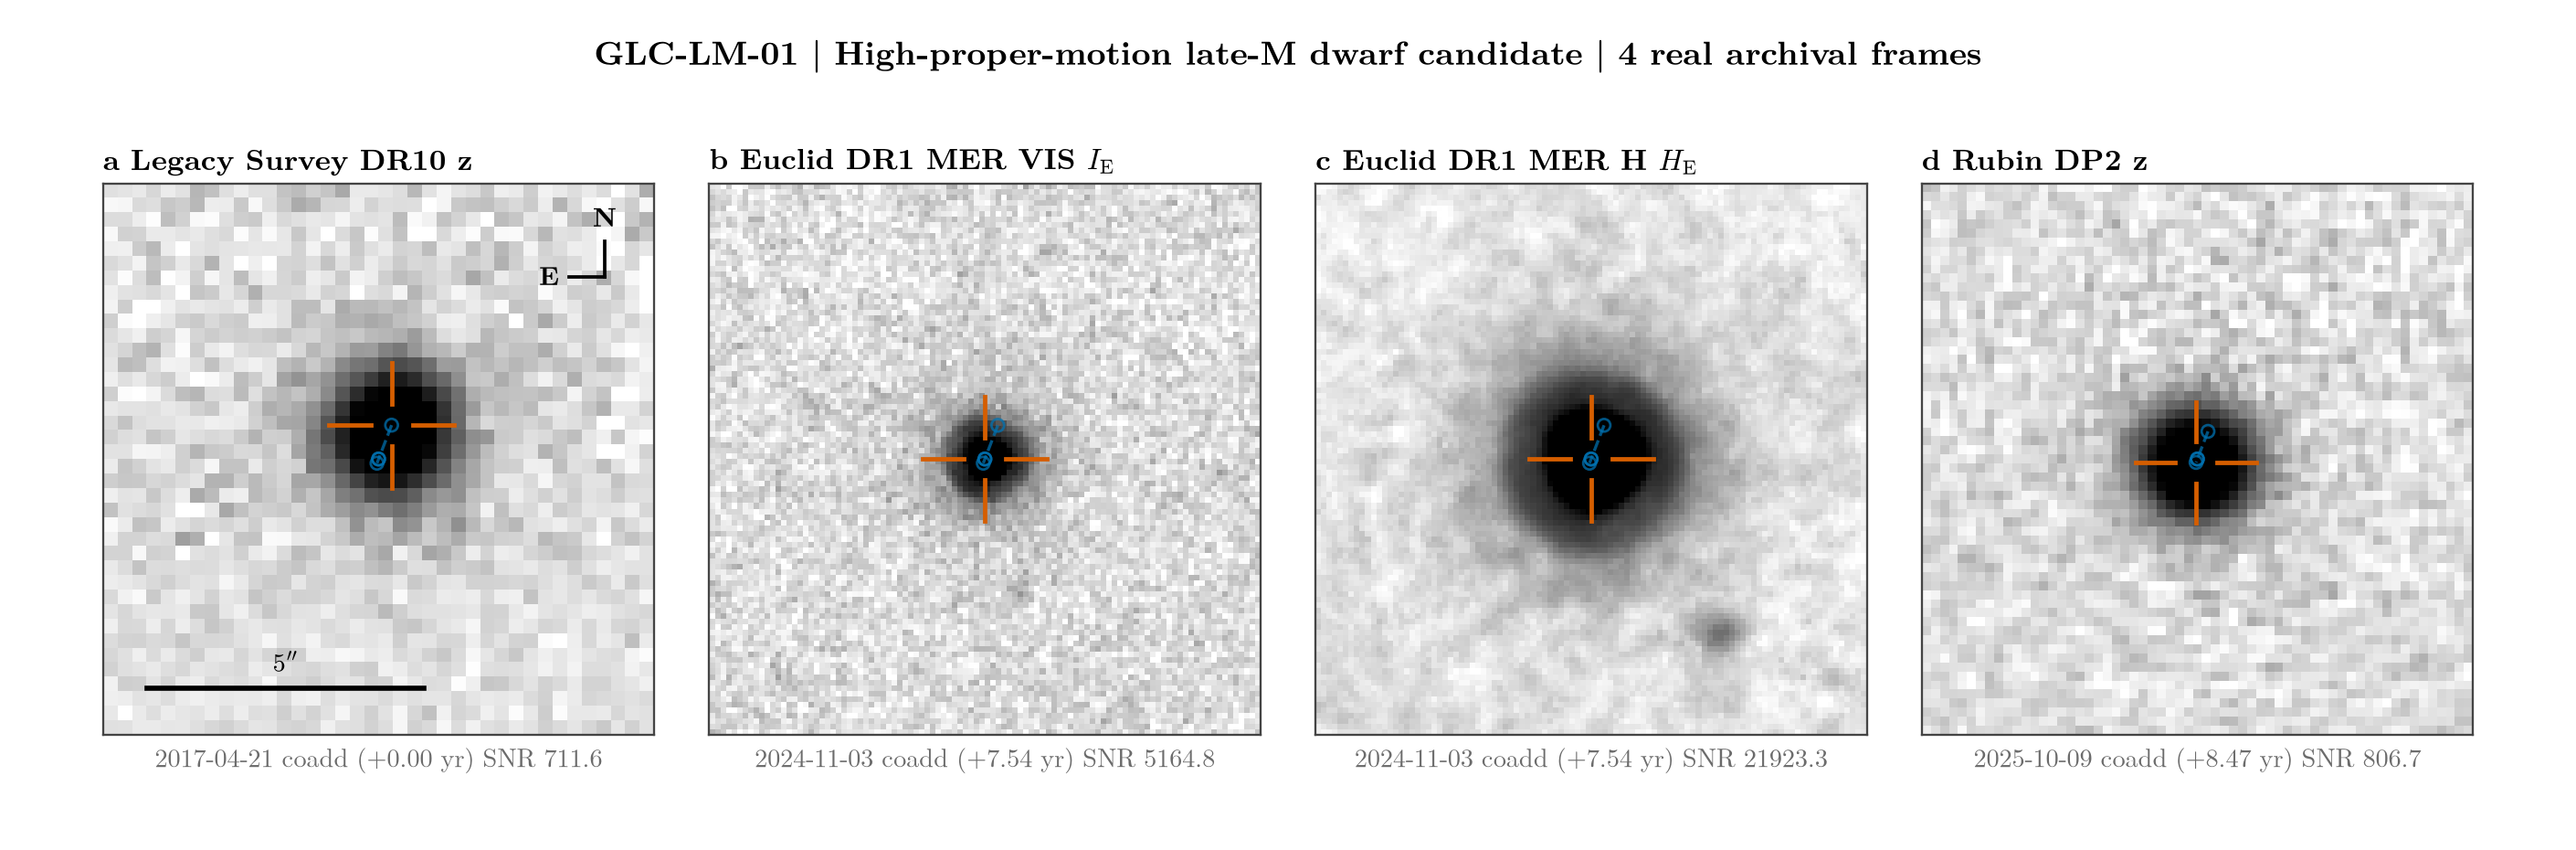 GLC-LM-01 | High-proper-motion late-M dwarf candidate | 4 real archival frames
a Legacy Survey DR10 z
b Euclid DR1 MER VIS I_E
c Euclid DR1 MER H H_E
d Rubin DP2 z
N
E
5″
2017-04-21 coadd (+0.00 yr) SNR 711.6
2024-11-03 coadd (+7.54 yr) SNR 5164.8
2024-11-03 coadd (+7.54 yr) SNR 21923.3
2025-10-09 coadd (+8.47 yr) SNR 806.7